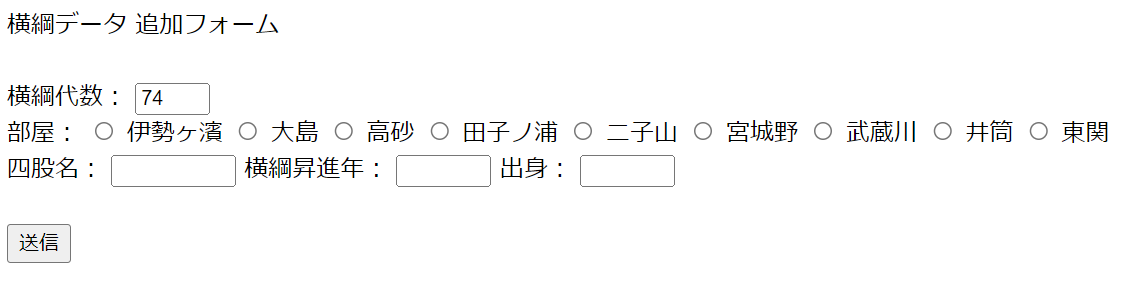 横綱データ 追加フォーム
横綱代数： 74
部屋： 伊勢ヶ濱 大島 高砂 田子ノ浦 二子山 宮城野 武蔵川 井筒 東関
四股名： 横綱昇進年： 出身：
送信